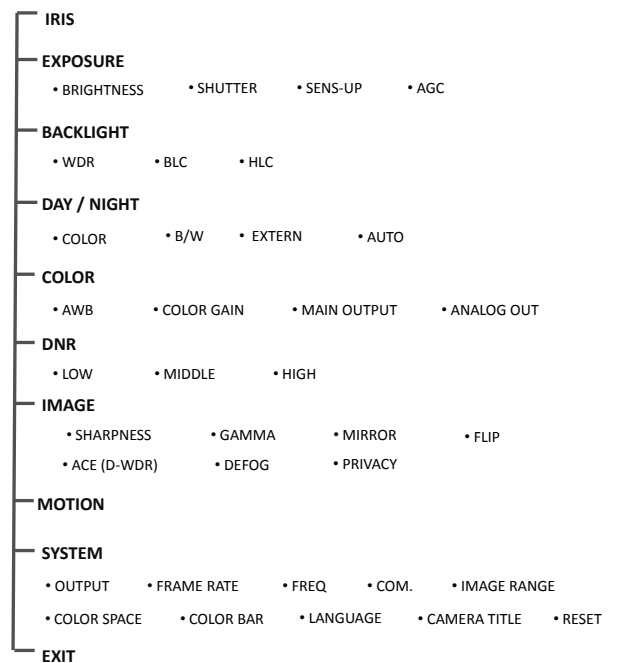 IRIS
EXPOSURE
• BRIGHTNESS • SHUTTER • SENS-UP • AGC
BACKLIGHT
• WDR • BLC • HLC
DAY / NIGHT
• COLOR • B/W • EXTERN • AUTO
COLOR
• AWB • COLOR GAIN • MAIN OUTPUT • ANALOG OUT
DNR
• LOW • MIDDLE • HIGH
IMAGE
• SHARPNESS • GAMMA • MIRROR • FLIP
• ACE (D-WDR) • DEFOG • PRIVACY
MOTION
SYSTEM
• OUTPUT • FRAME RATE • FREQ • COM. • IMAGE RANGE
• COLOR SPACE • COLOR BAR • LANGUAGE • CAMERA TITLE • RESET
EXIT